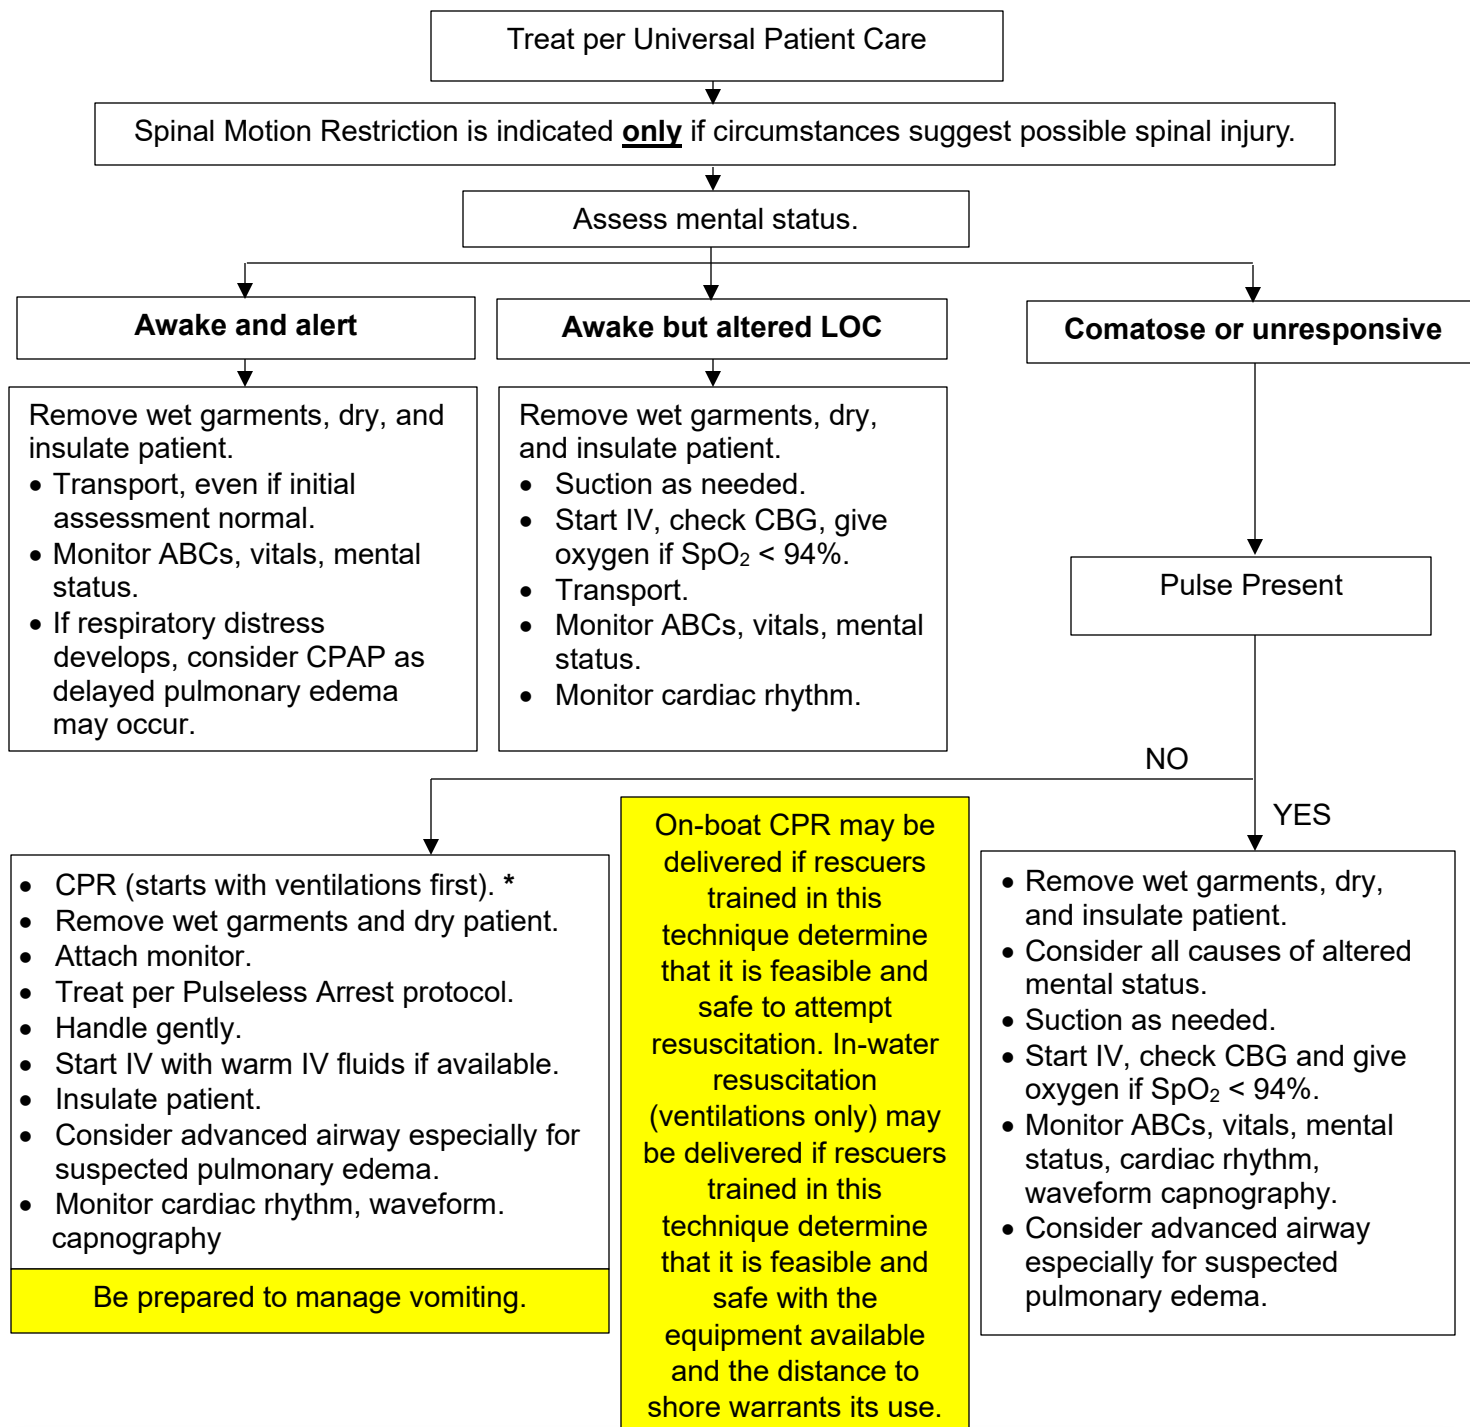 Treat per Universal Patient Care
Spinal Motion Restriction is indicated only if circumstances suggest possible spinal injury.
Assess mental status.
Awake and alert
Awake but altered LOC
Comatose or unresponsive
Remove wet garments, dry, and
insulate patient.
• Transport, even if initial
assessment normal.
• Monitor ABCs, vitals, mental
status.
• If respiratory distress
develops, consider CPAP as
delayed pulmonary edema
may occur.
Remove wet garments, dry,
and insulate patient.
• Suction as needed.
• Start IV, check CBG, give
oxygen if SpO₂ < 94%.
• Transport.
• Monitor ABCs, vitals, mental
status.
• Monitor cardiac rhythm.
Pulse Present
NO
YES
• CPR (starts with ventilations first). *
• Remove wet garments and dry patient.
• Attach monitor.
• Treat per Pulseless Arrest protocol.
• Handle gently.
• Start IV with warm IV fluids if available.
• Insulate patient.
• Consider advanced airway especially for
suspected pulmonary edema.
• Monitor cardiac rhythm, waveform.
capnography
Be prepared to manage vomiting.
On-boat CPR may be
delivered if rescuers
trained in this
technique determine
that it is feasible and
safe to attempt
resuscitation. In-water
resuscitation
(ventilations only) may
be delivered if rescuers
trained in this
technique determine
that it is feasible and
safe with the
equipment available
and the distance to
shore warrants its use.
• Remove wet garments, dry,
and insulate patient.
• Consider all causes of altered
mental status.
• Suction as needed.
• Start IV, check CBG and give
oxygen if SpO₂ < 94%.
• Monitor ABCs, vitals, mental
status, cardiac rhythm,
waveform capnography.
• Consider advanced airway
especially for suspected
pulmonary edema.